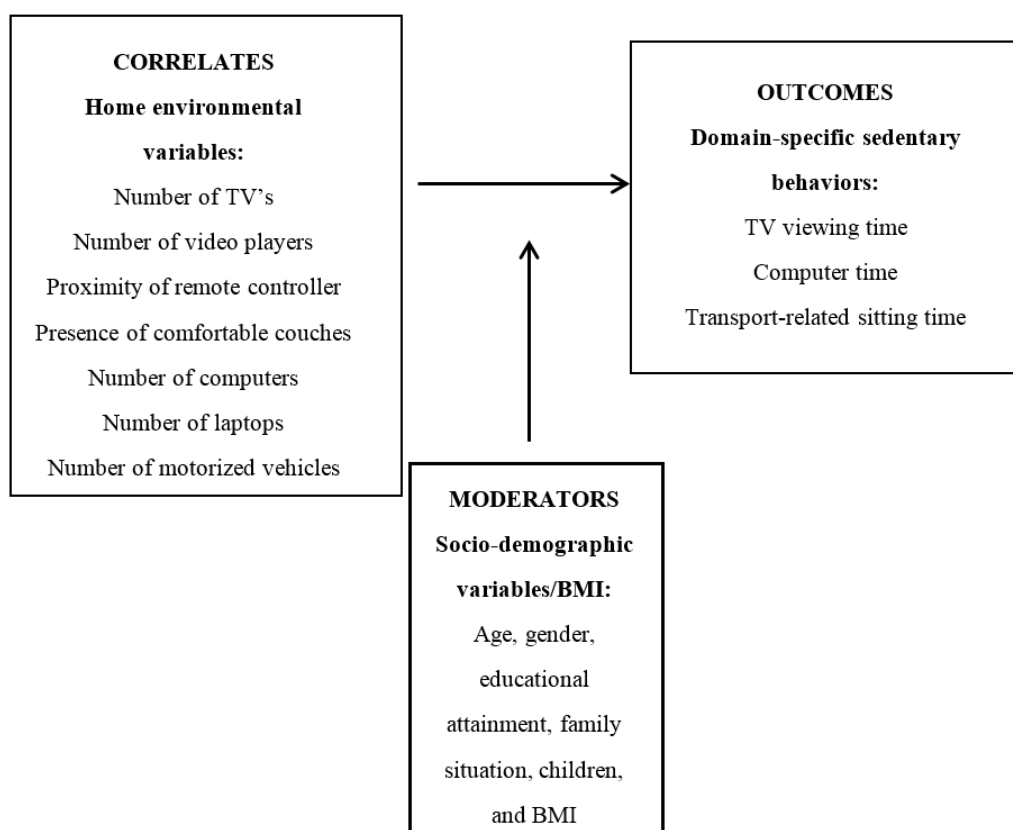 CORRELATES
Home environmental
variables:
Number of TV’s
Number of video players
Proximity of remote controller
Presence of comfortable couches
Number of computers
Number of laptops
Number of motorized vehicles
OUTCOMES
Domain-specific sedentary
behaviors:
TV viewing time
Computer time
Transport-related sitting time
MODERATORS
Socio-demographic
variables/BMI:
Age, gender,
educational
attainment, family
situation, children,
and BMI